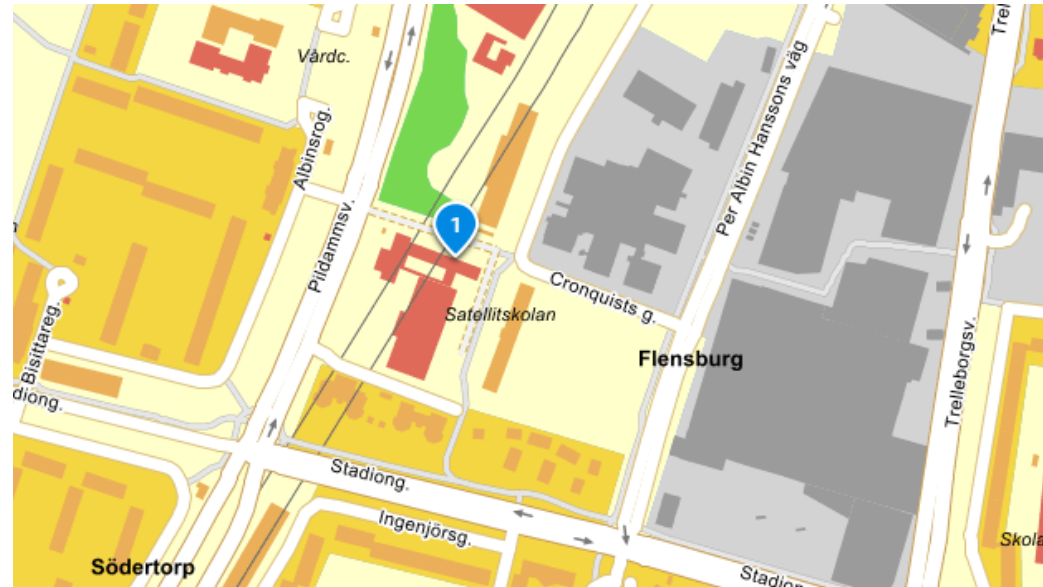 Vårdc.
Albinsrog.
Pildammsv.
Per Albin Hanssons väg
Trel
1
Cronquists g.
Satellitskolan
Flensburg
Bisittareg.
diong.
Trelleborgsv.
Stadiong.
Ingenjörsg.
Skola
Södertorp
Stadion